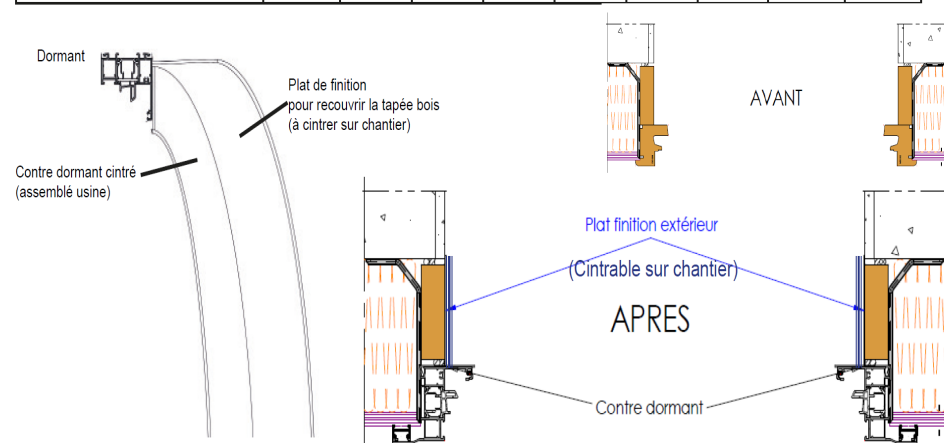 Dormant
Plat de finition
pour recouvrir la tapée bois
(à cintrer sur chantier)
Contre dormant cintré
(assemblé usine)
AVANT
Plat finition extérieur
(Cintrable sur chantier)
APRES
Contre dormant